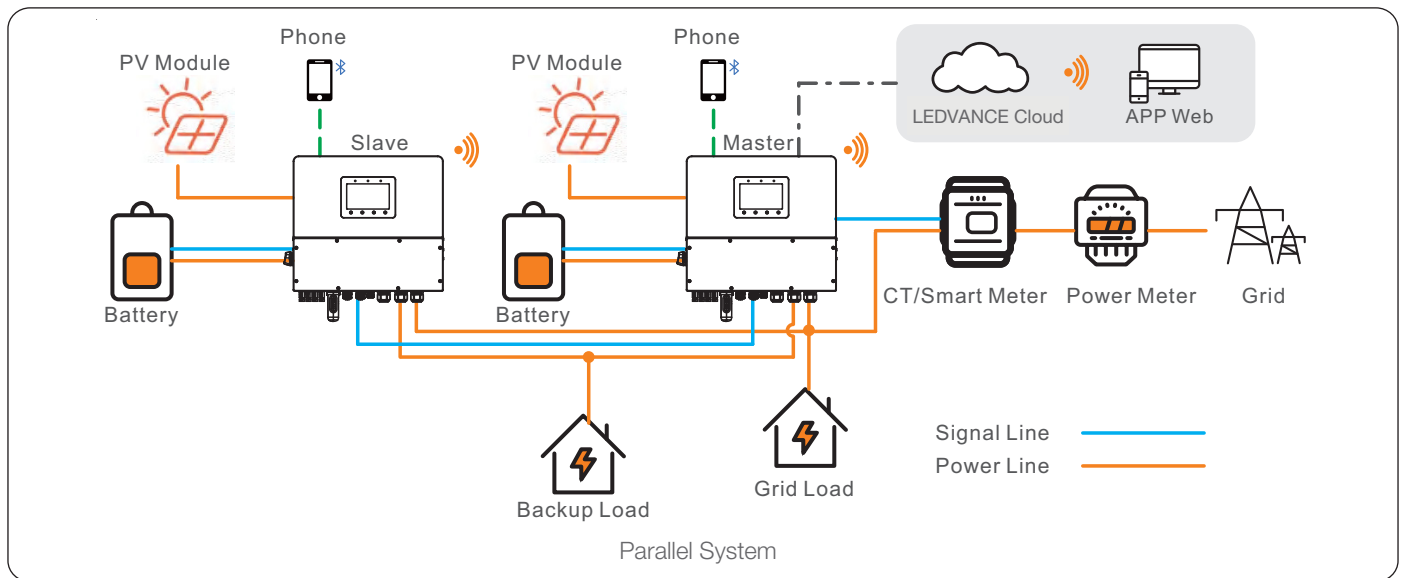 Phone
PV Module
Slave
Battery
Phone
PV Module
Master
Battery
LEDVANCE Cloud
APP Web
CT/Smart Meter
Power Meter
Grid
Backup Load
Grid Load
Signal Line
Power Line
Parallel System